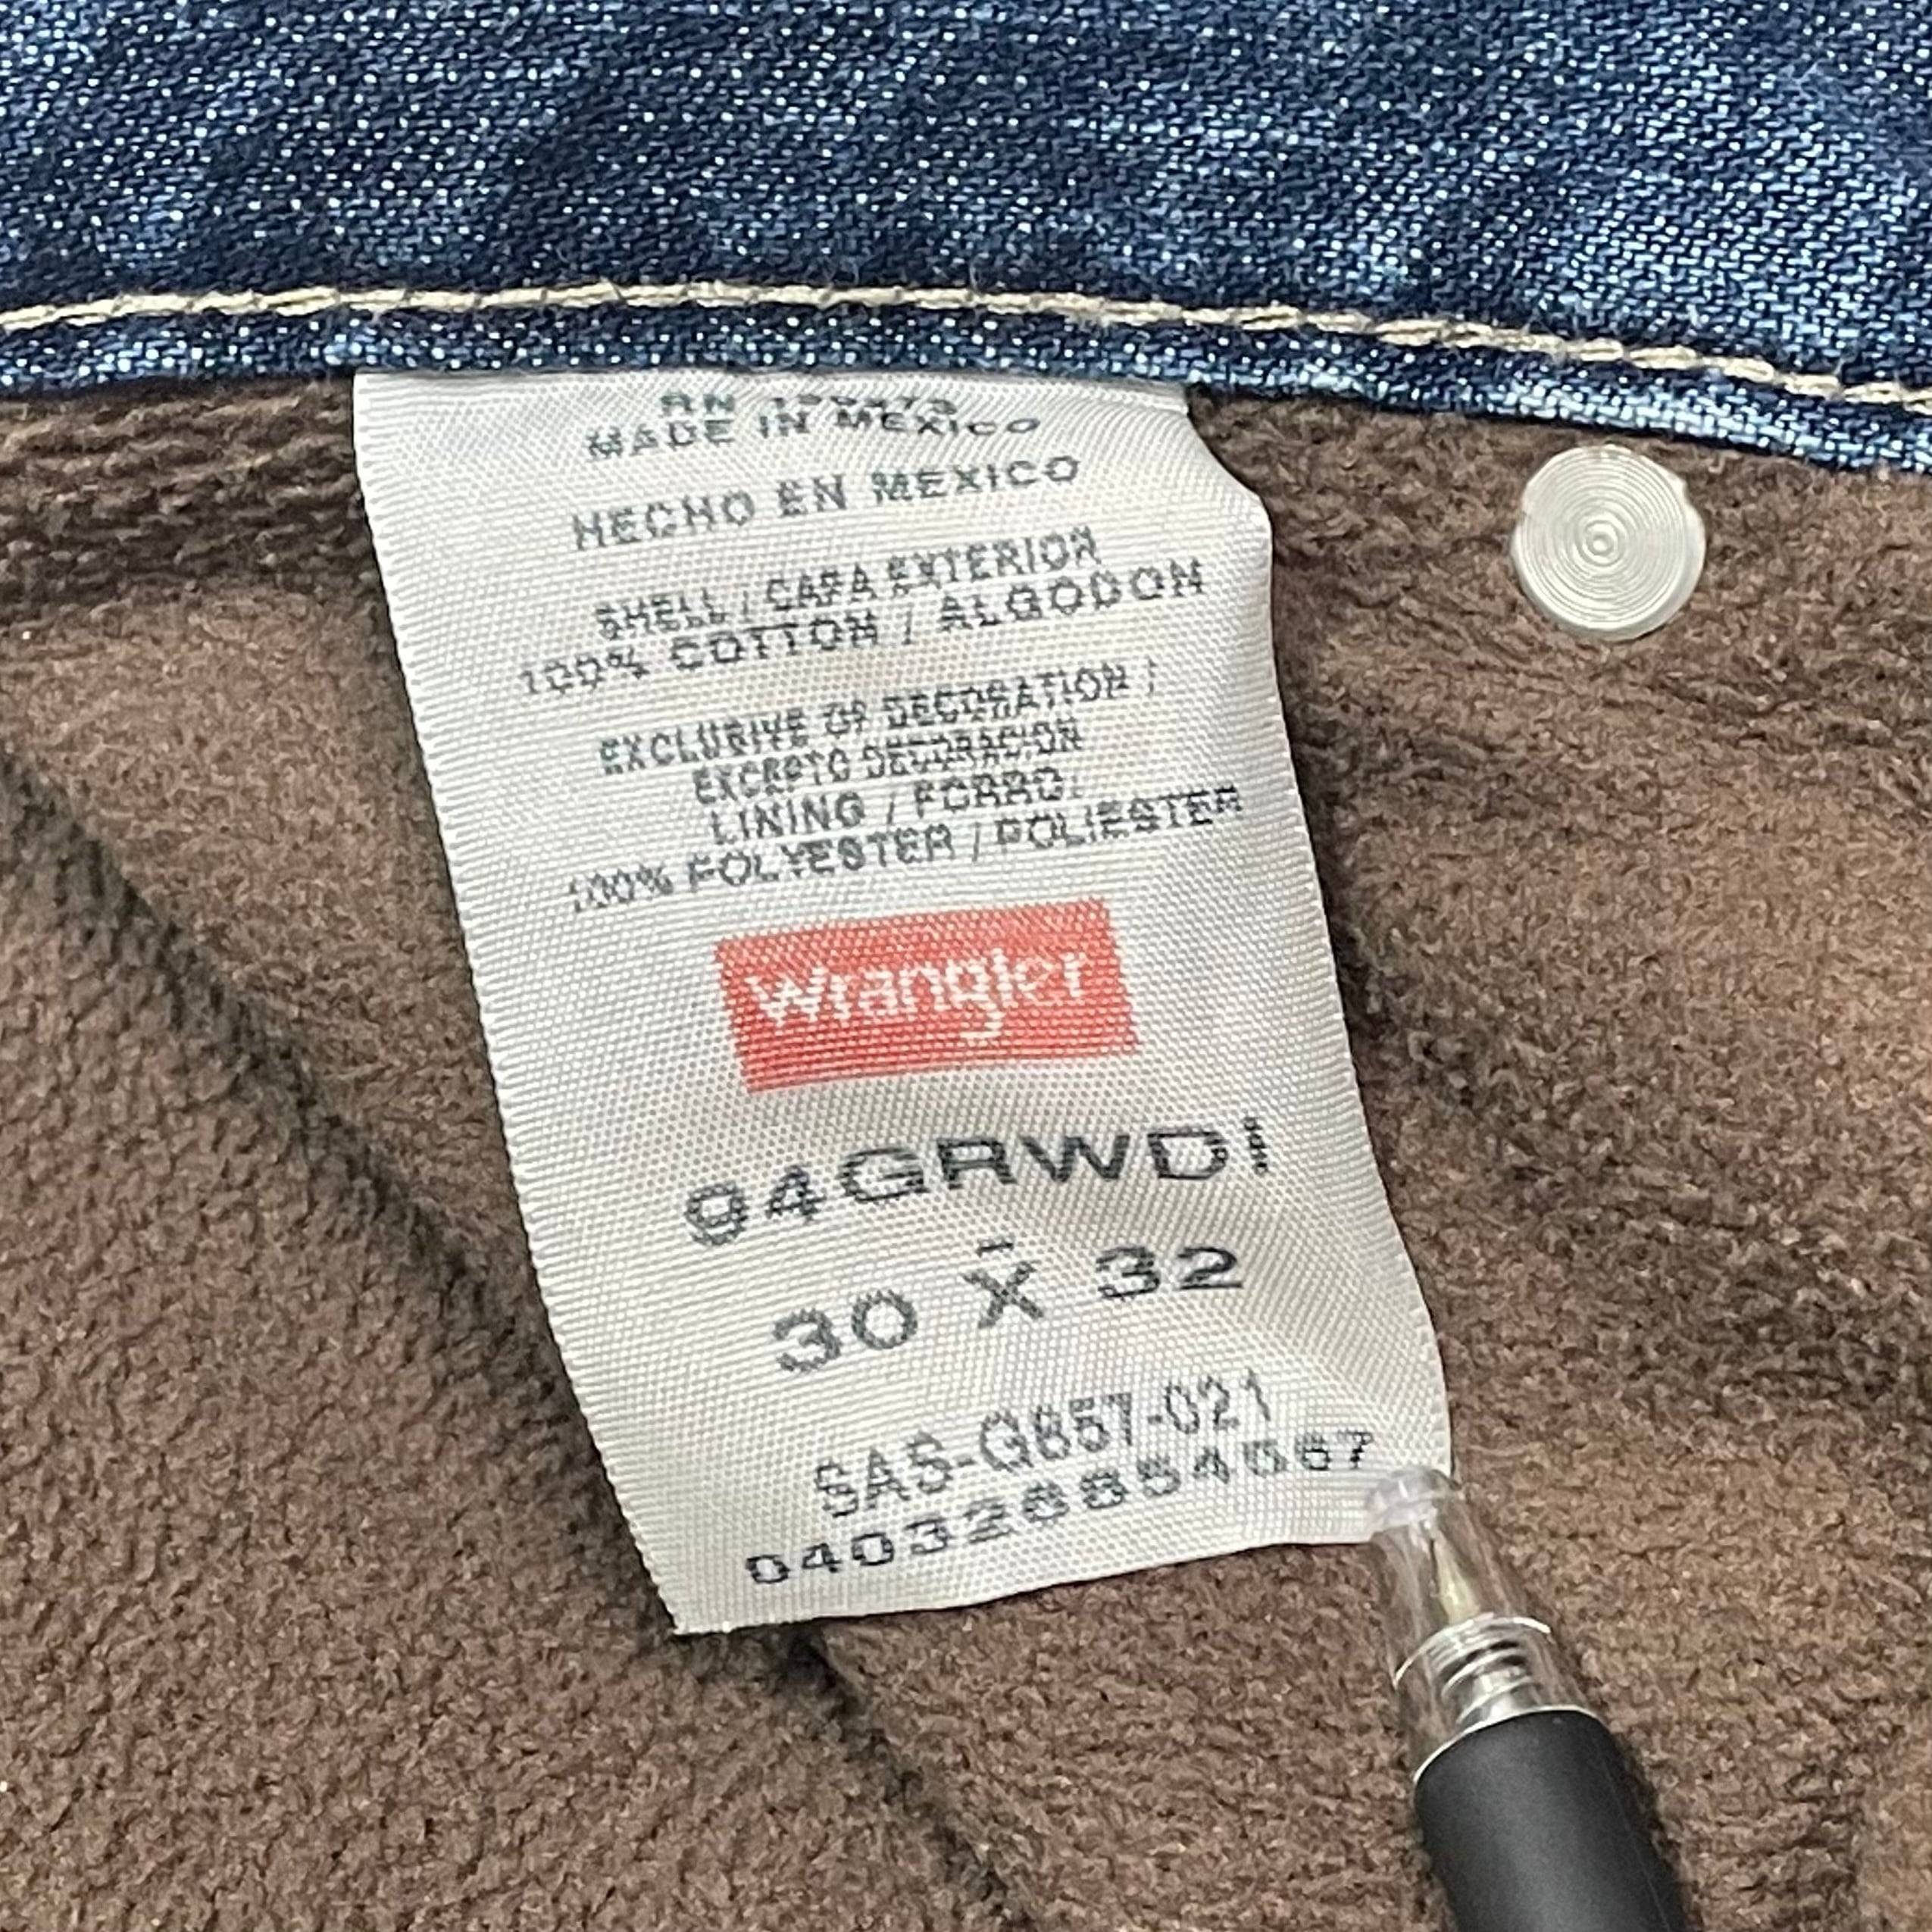 RN
MADE IN MEXICO
HECHO EN MEXICO
SHELL / CAPA EXTERIOR
100% COTTON / ALGODON
EXCLUSIVE OF DECORATION /
EXCEPTO DECORACION
LINING / FORRO:
100% POLYESTER / POLIESTER
Wrangler
94GRWDI
30 X 32
SAS-G857-021